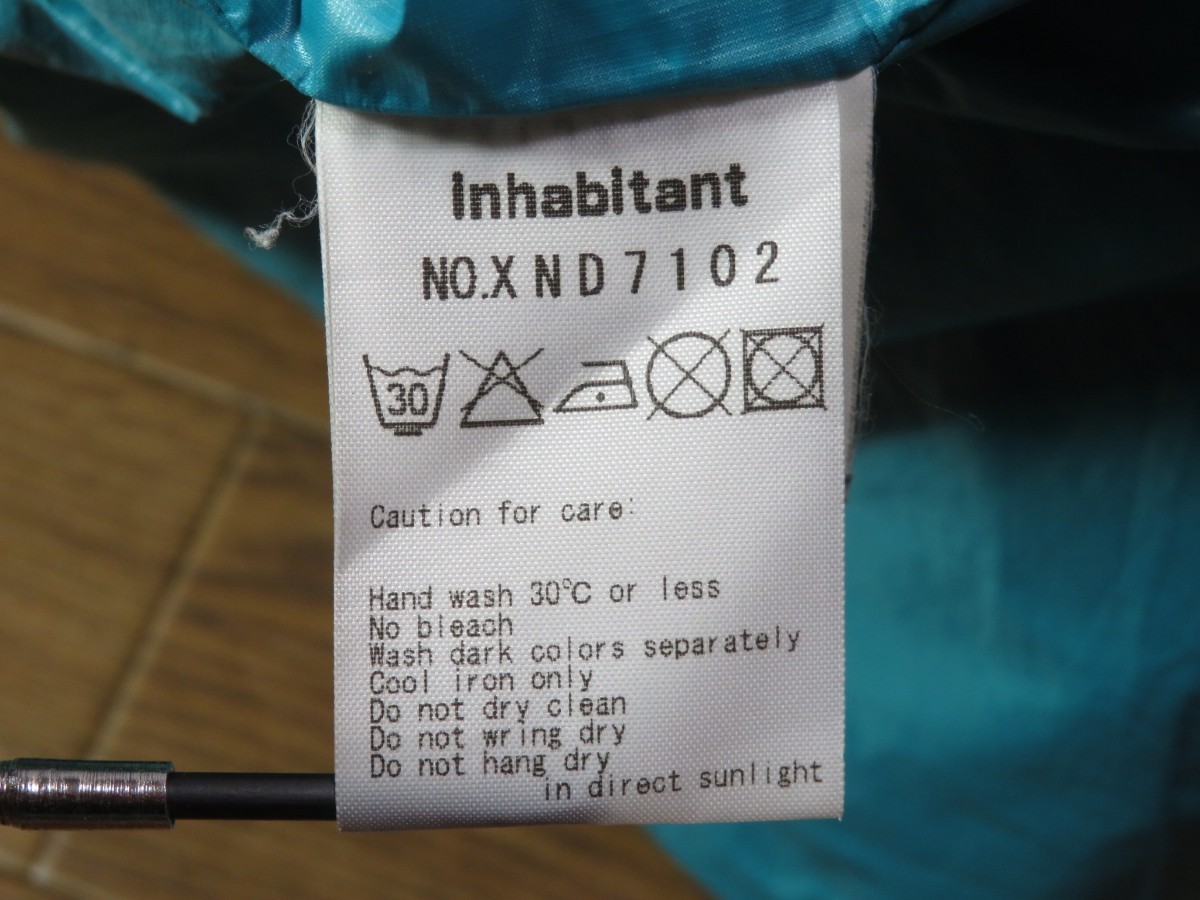 inhabitant
NO.XND7102
30
Caution for care:
Hand wash 30℃ or less
No bleach
Wash dark colors separately
Cool iron only
Do not dry clean
Do not wring dry
Do not hang dry
in direct sunlight